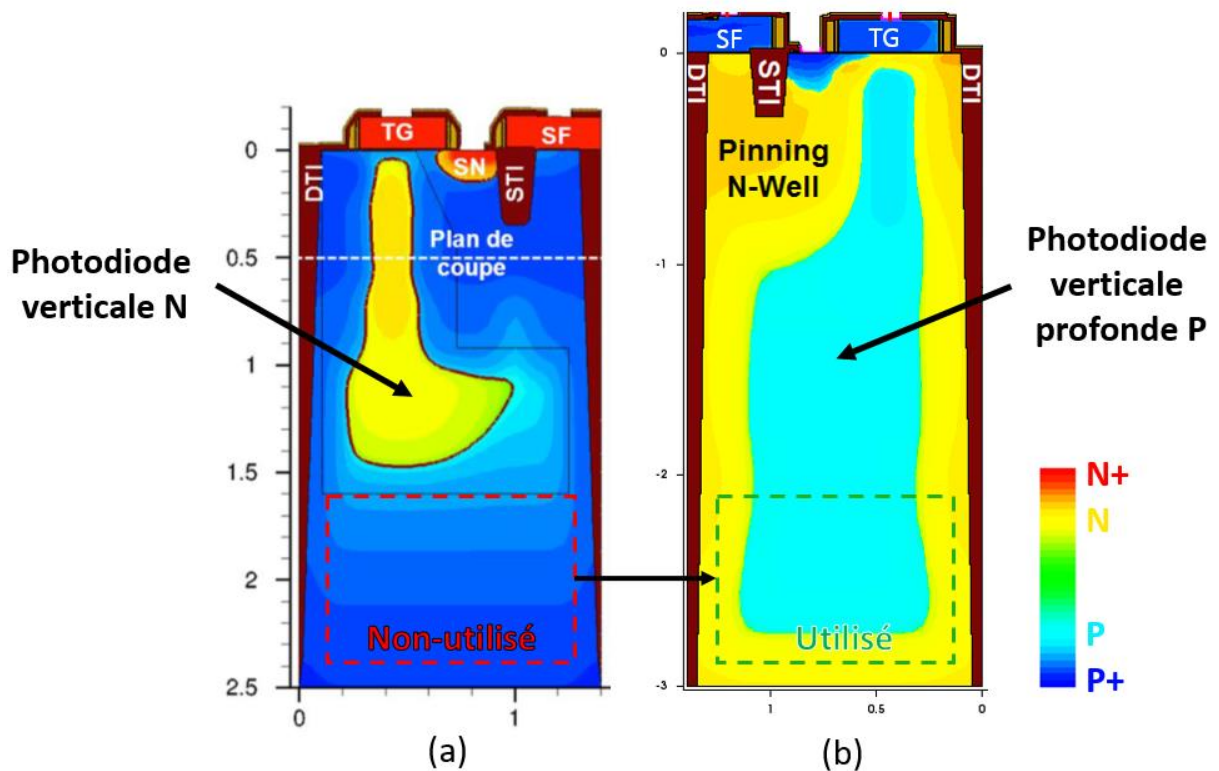 TG
SF
0
DTI
SN
STI
Plan de
coupe
0.5
1
1.5
2
2.5
Non-utilisé
0
1
Photodiode
verticale N
(a)
SF
TG
0
DTI
STI
DTI
Pinning
N-Well
-1
-2
-3
Utilisé
1
0.5
0
(b)
Photodiode
verticale
profonde P
N+
N
P
P+